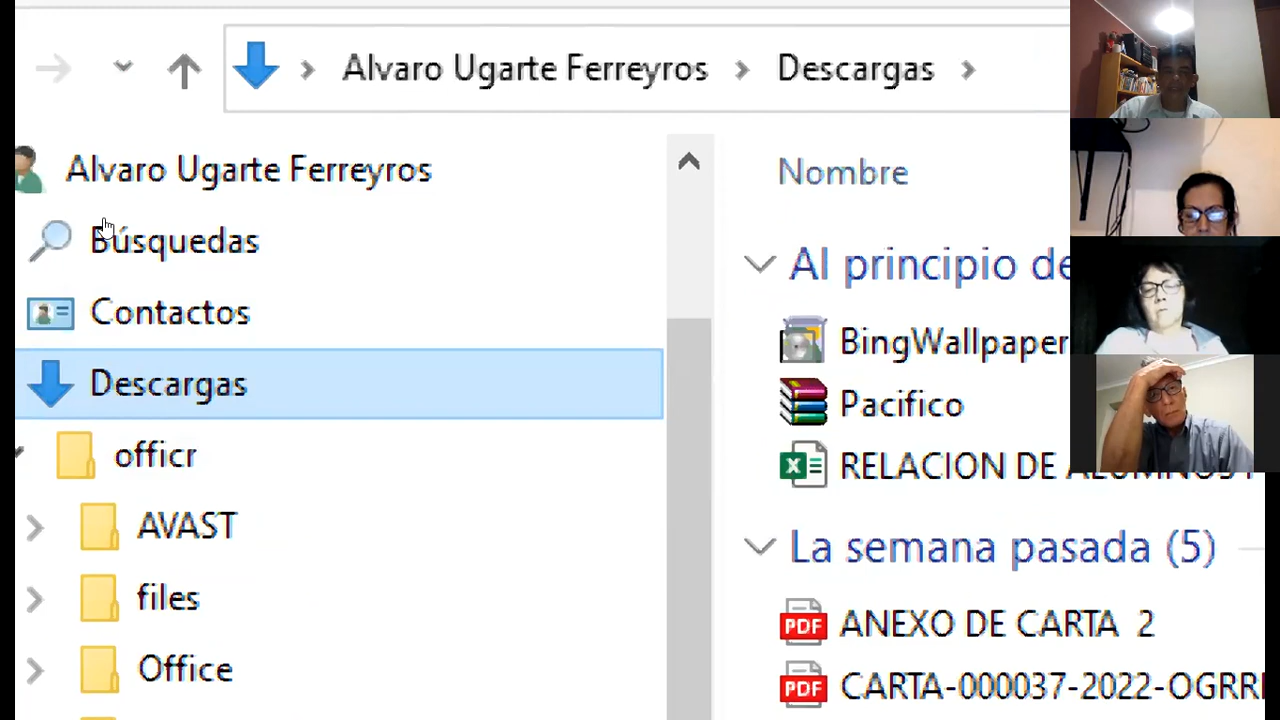 Alvaro Ugarte Ferreyros > Descargas >
Alvaro Ugarte Ferreyros
Búsquedas
Contactos
Descargas
officr
AVAST
files
Office
Nombre
Al principio de
BingWallpaper
Pacifico
RELACION DE ALUMNOS
La semana pasada (5)
ANEXO DE CARTA 2
CARTA-000037-2022-OGRR